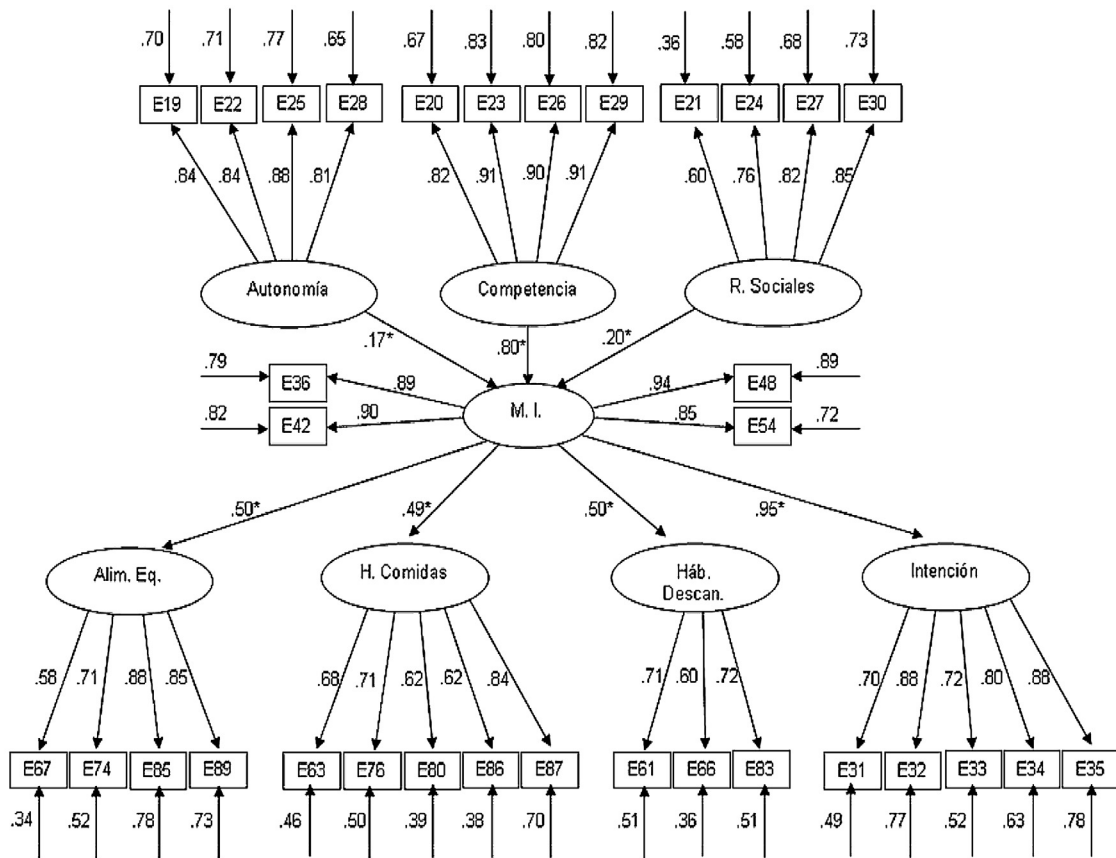 .70 .71 .77 .65 .67 .83 .80 .82 .36 .58 .68 .73
E19 E22 E25 E28 E20 E23 E26 E29 E21 E24 E27 E30
.84 .84 .88 .81 .82 .91 .90 .91 .60 .76 .82 .85
Autonomía Competencia R. Sociales
.17* .80* .20*
.79 E36 .89 .94 E48 .89
M. I.
.82 E42 .90 .85 E54 .72
.50* .49* .50* .95*
Alim. Eq. H. Comidas Háb. Intención
Descan.
.58 .71 .88 .85 .68 .71 .62 .62 .84 .71 .60 .72 .70 .88 .72 .80 .88
E67 E74 E85 E89 E63 E76 E80 E86 E87 E61 E66 E83 E31 E32 E33 E34 E35
.34 .52 .78 .73 .46 .50 .39 .38 .70 .51 .36 .51 .49 .77 .52 .63 .78